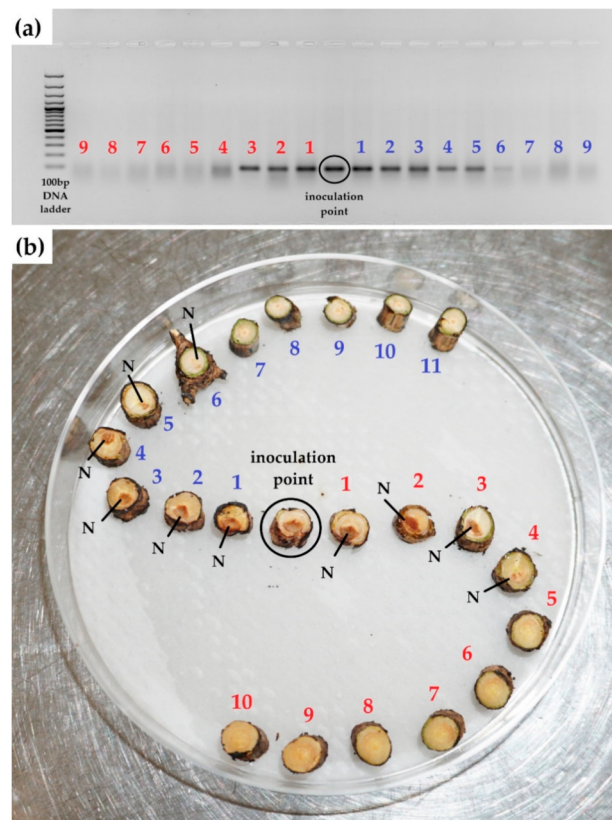 (a)
9 8 7 6 5 4 3 2 1 1 2 3 4 5 6 7 8 9
100bp
DNA
ladder
inoculation
point
(b)
N
N
7 8 9 10 11
6
5
N
4
3 2 1
N
N
N
inoculation
point
1 2 3
N
N
N
4
N
5
6
7
8
9
10